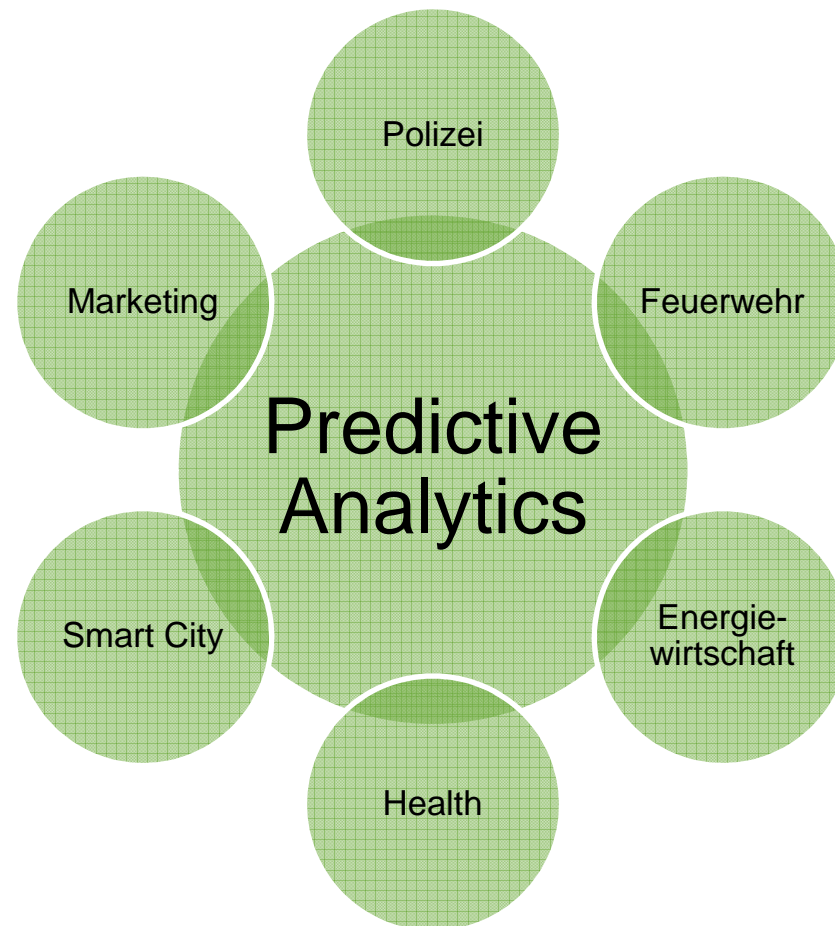 Polizei
Marketing
Feuerwehr
Predictive
Analytics
Smart City
Energie-
wirtschaft
Health